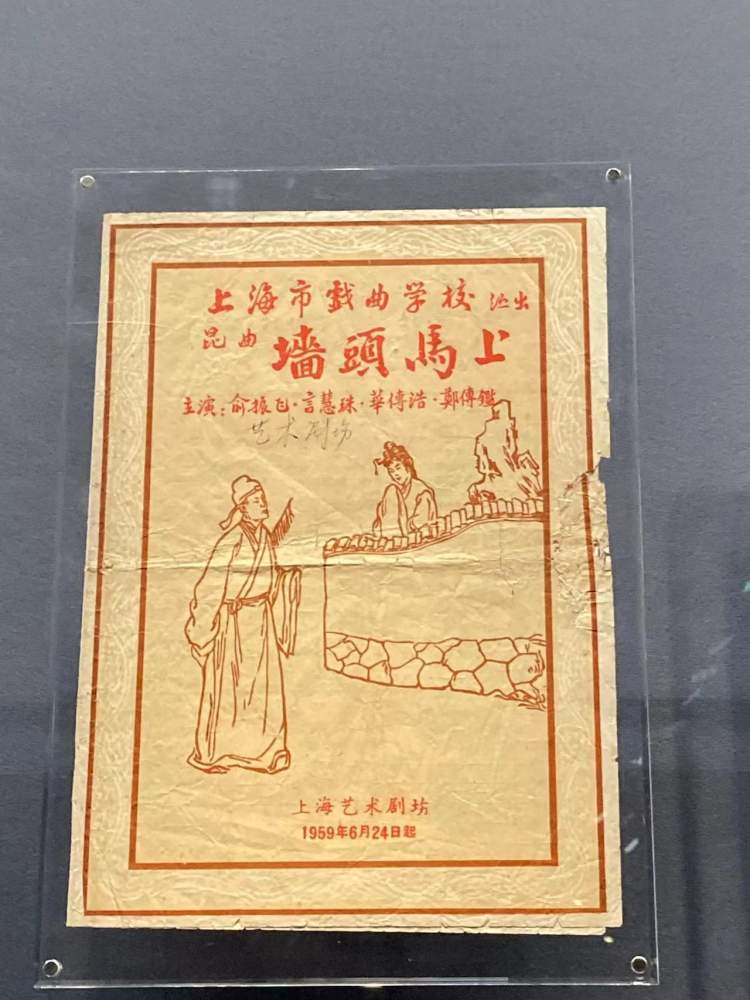 上海市戏曲学校 演出
昆曲 墙頭馬上
主演：俞振飞·言慧珠·華傳浩·鄭傳鑑
艺术剧坊
上海艺术剧场
1959年6月24日起